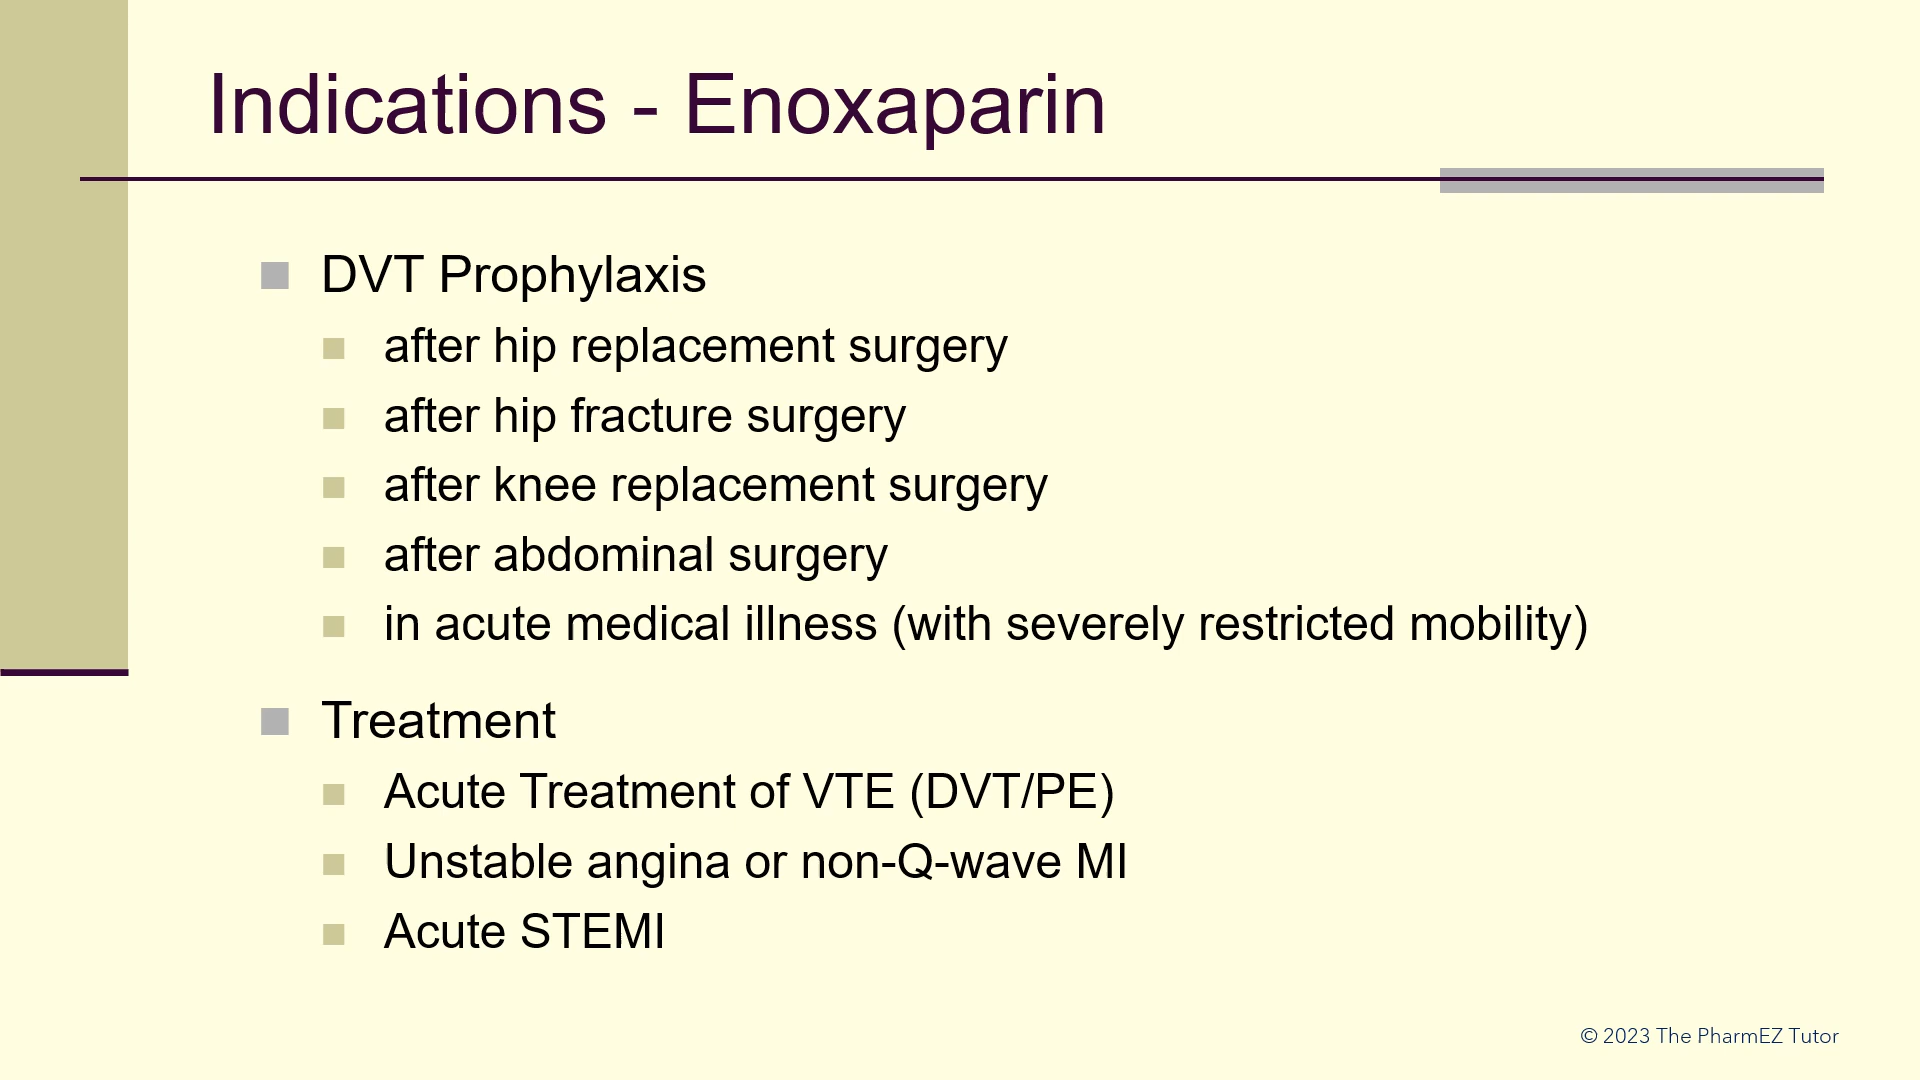 Indications - Enoxaparin
DVT Prophylaxis
after hip replacement surgery
after hip fracture surgery
after knee replacement surgery
after abdominal surgery
in acute medical illness (with severely restricted mobility)
Treatment
Acute Treatment of VTE (DVT/PE)
Unstable angina or non-Q-wave MI
Acute STEMI
© 2023 The PharmEZ Tutor